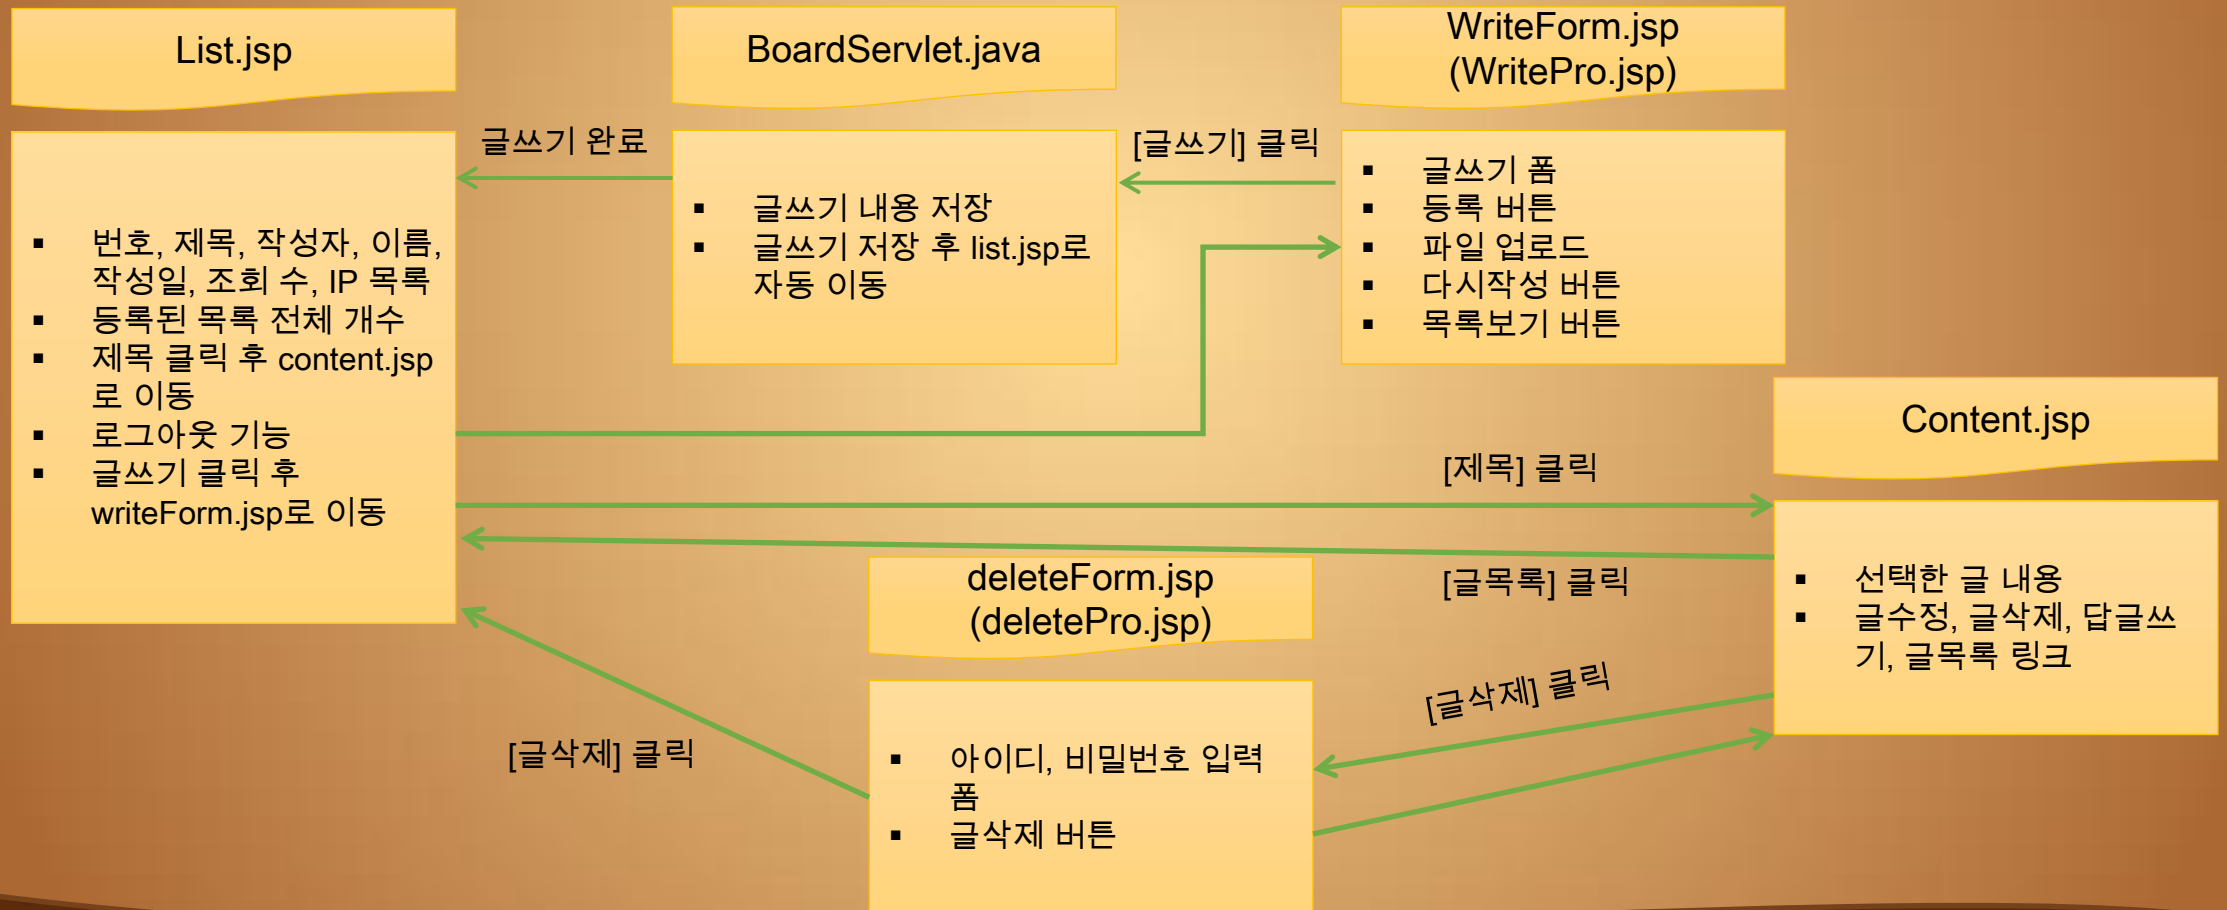 List.jsp
▪ 번호, 제목, 작성자, 이름,
작성일, 조회 수, IP 목록
▪ 등록된 목록 전체 개수
▪ 제목 클릭 후 content.jsp
로 이동
▪ 로그아웃 기능
▪ 글쓰기 클릭 후
writeForm.jsp로 이동
글쓰기 완료
BoardServlet.java
▪ 글쓰기 내용 저장
▪ 글쓰기 저장 후 list.jsp로
자동 이동
[글쓰기] 클릭
WriteForm.jsp
(WritePro.jsp)
▪ 글쓰기 폼
▪ 등록 버튼
▪ 파일 업로드
▪ 다시작성 버튼
▪ 목록보기 버튼
[제목] 클릭
Content.jsp
▪ 선택한 글 내용
▪ 글수정, 글삭제, 답글쓰
기, 글목록 링크
[글목록] 클릭
[글삭제] 클릭
deleteForm.jsp
(deletePro.jsp)
▪ 아이디, 비밀번호 입력
폼
▪ 글삭제 버튼
[글삭제] 클릭